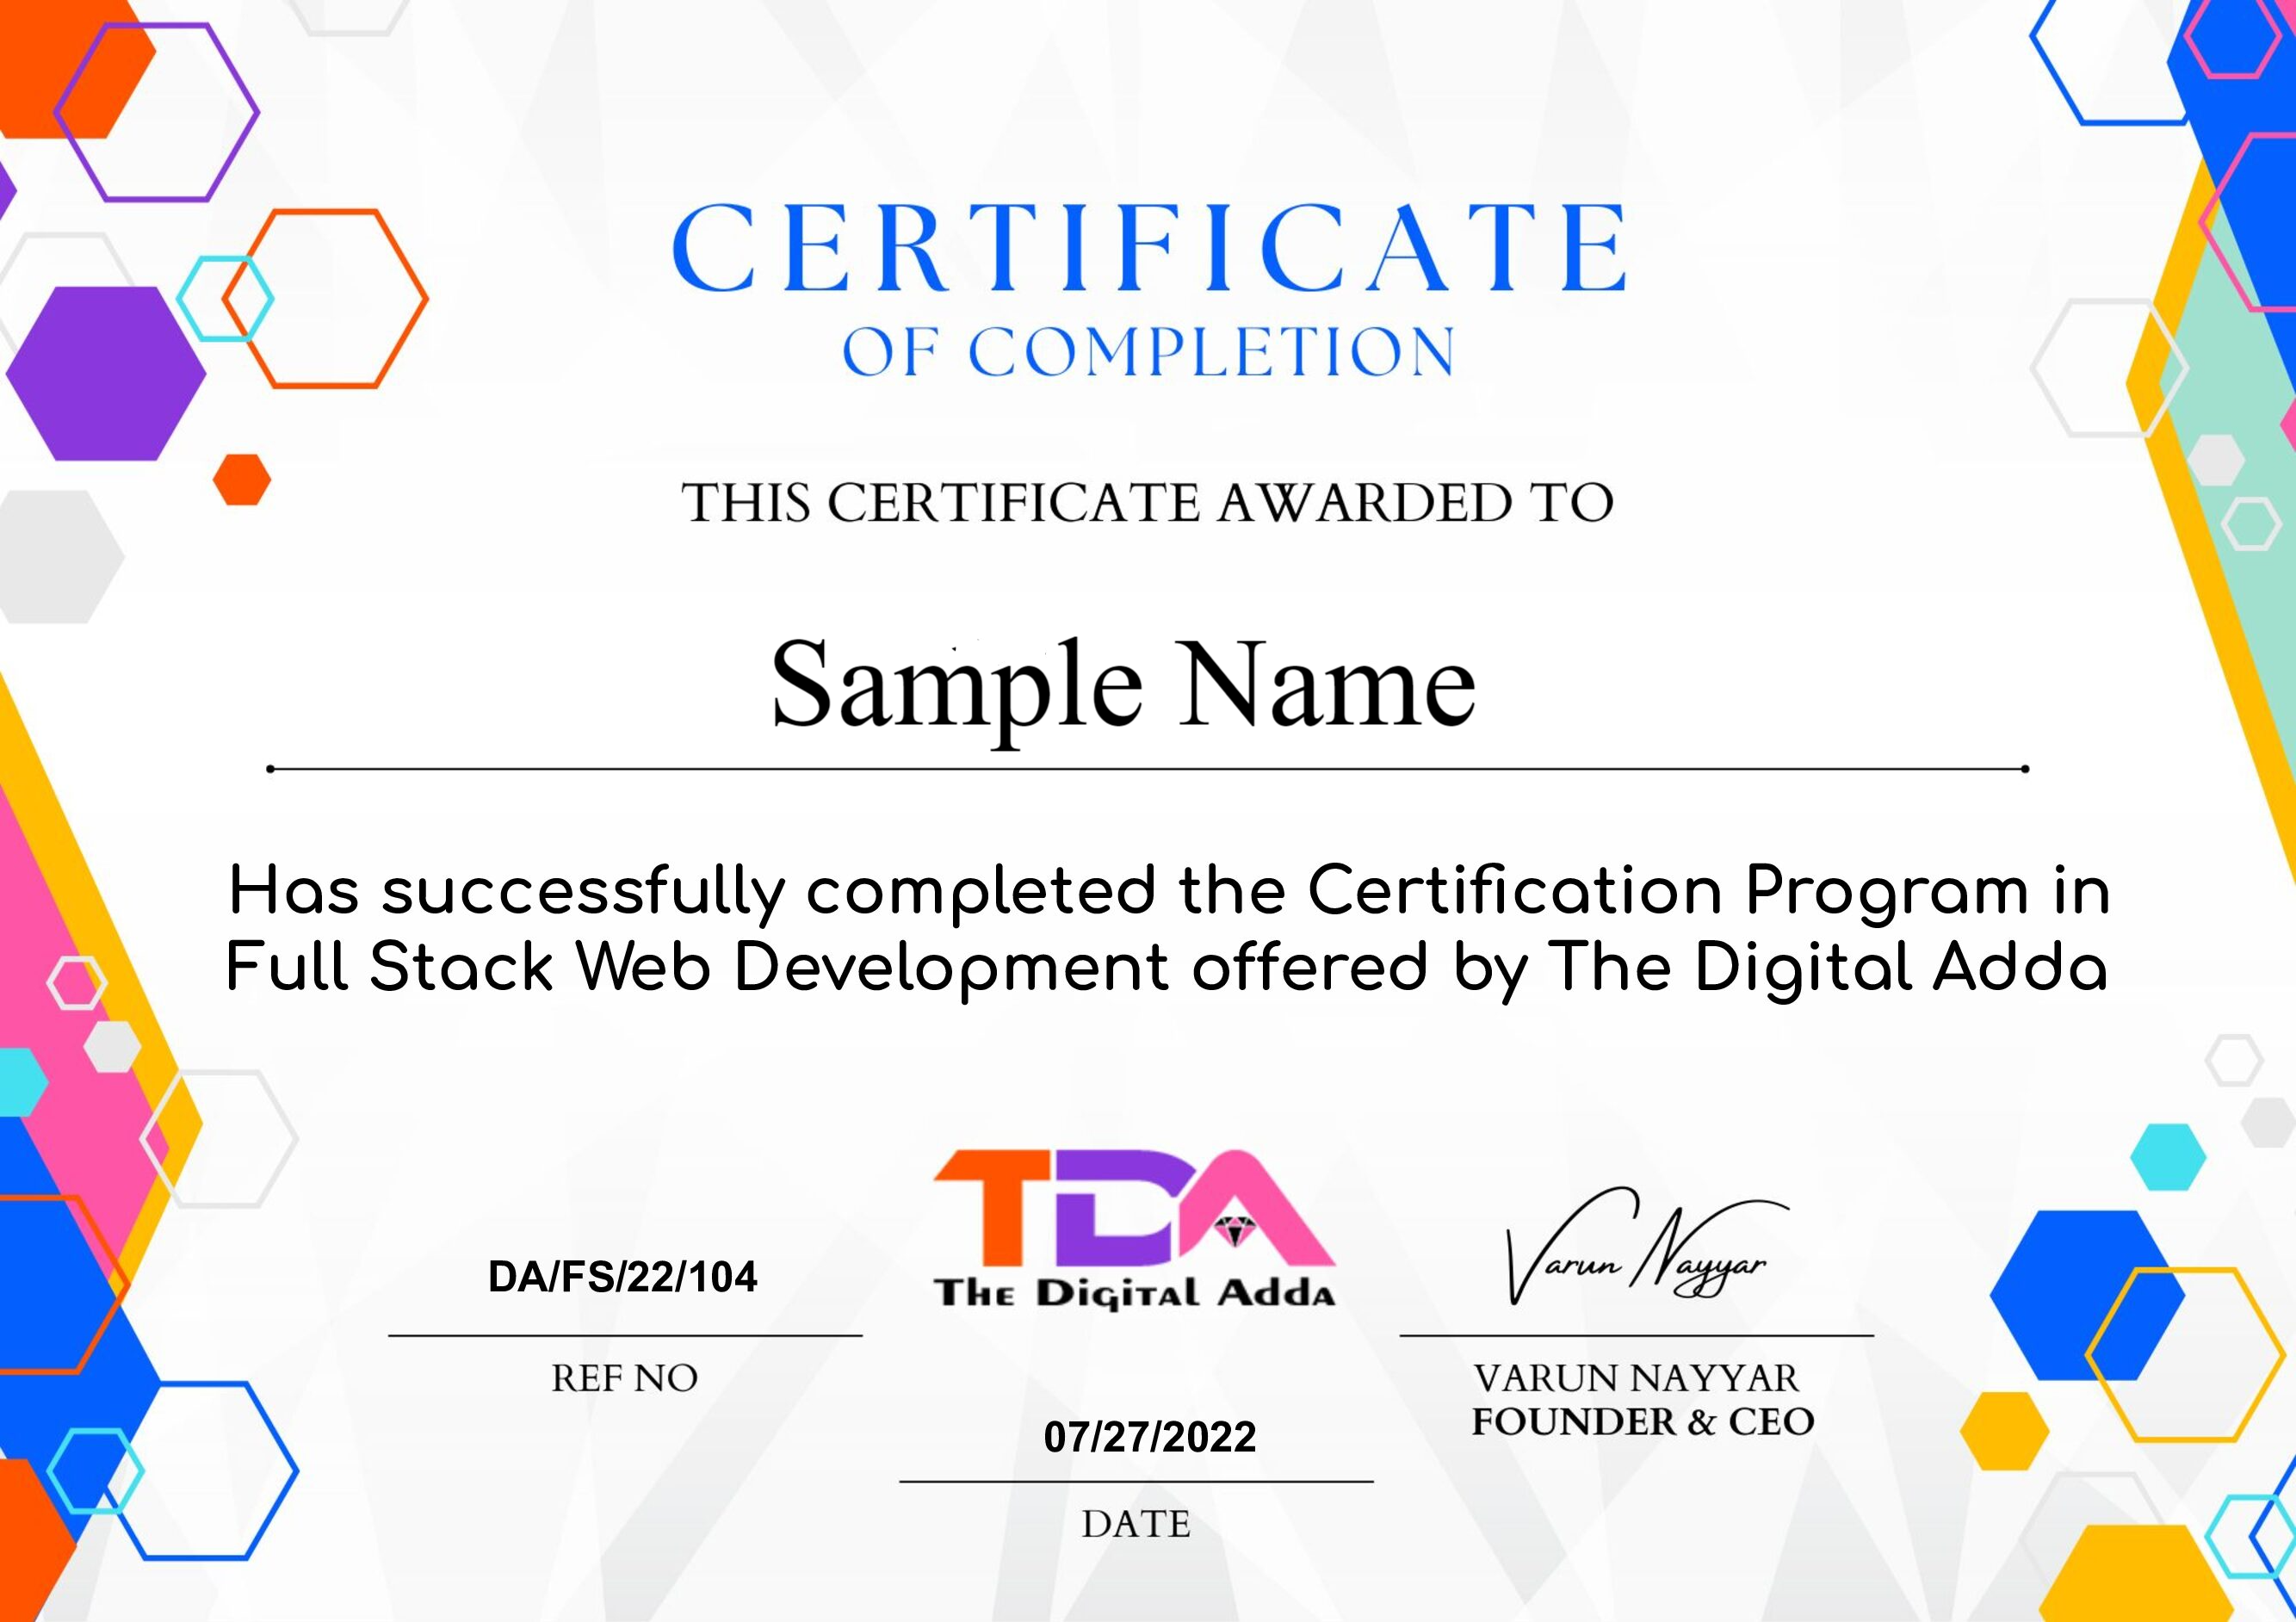 CERTIFICATE
OF COMPLETION
THIS CERTIFICATE AWARDED TO
Sample Name
Has successfully completed the Certification Program in
Full Stack Web Development offered by The Digital Adda
TDA
The Digital Adda
DA/FS/22/104
REF NO
Varun Nayyar
VARUN NAYYAR
FOUNDER & CEO
07/27/2022
DATE